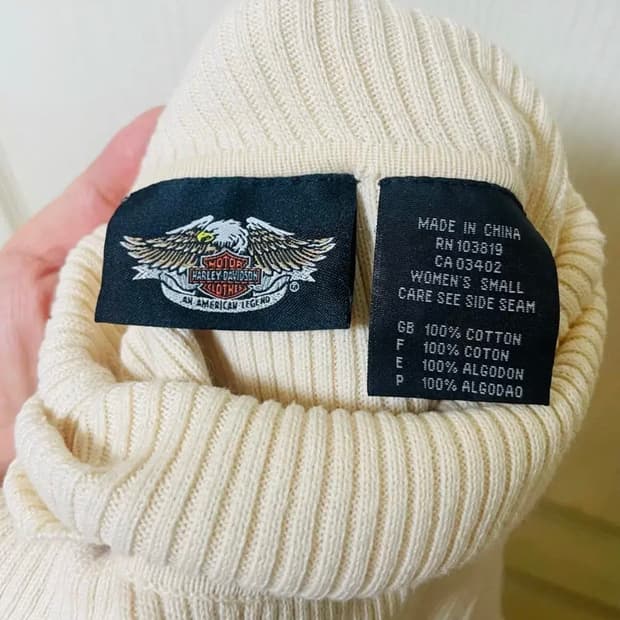 MOTOR
HARLEY-DAVIDSON
CLOTHES
AN AMERICAN LEGEND
®
MADE IN CHINA
RN 103819
CA 03402
WOMEN'S SMALL
CARE SEE SIDE SEAM
GB 100% COTTON
F 100% COTON
E 100% ALGODON
P 100% ALGODAO